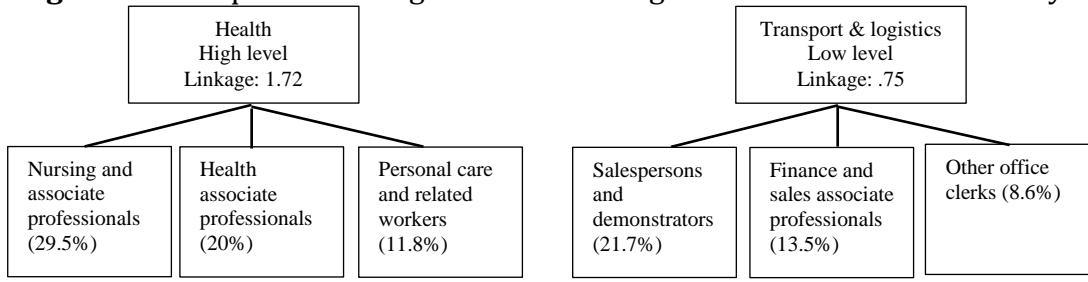 Health
High level
Linkage: 1.72
Nursing and
associate
professionals
(29.5%)
Health
associate
professionals
(20%)
Personal care
and related
workers
(11.8%)
Transport & logistics
Low level
Linkage: .75
Salespersons
and
demonstrators
(21.7%)
Finance and
sales associate
professionals
(13.5%)
Other office
clerks (8.6%)